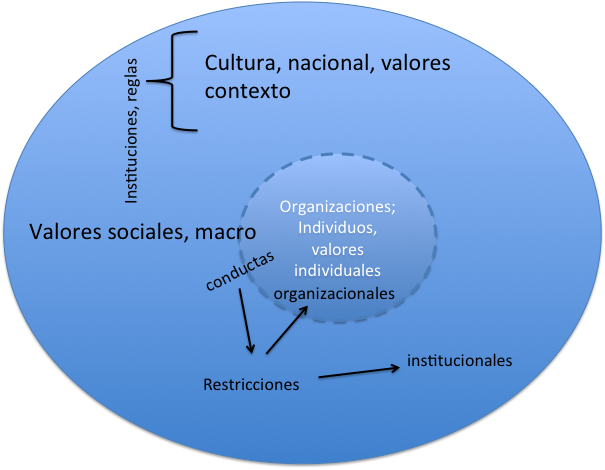 Cultura, nacional, valores
contexto
Instituciones, reglas
Organizaciones;
Individuos,
valores
individuales
organizacionales
Valores sociales, macro
conductas
Restricciones
institucionales